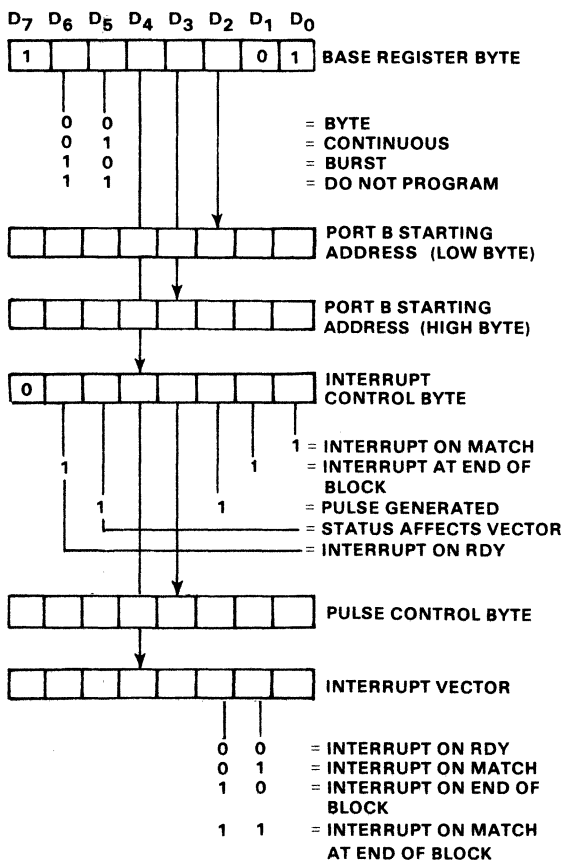 D7 D6 D5 D4 D3 D2 D1 D0
1 0 1 BASE REGISTER BYTE
0 0 = BYTE
0 1 = CONTINUOUS
1 0 = BURST
1 1 = DO NOT PROGRAM
PORT B STARTING
ADDRESS (LOW BYTE)
PORT B STARTING
ADDRESS (HIGH BYTE)
0 INTERRUPT
CONTROL BYTE
1 = INTERRUPT ON MATCH
1 1 = INTERRUPT AT END OF
BLOCK
1 1 = PULSE GENERATED
= STATUS AFFECTS VECTOR
= INTERRUPT ON RDY
PULSE CONTROL BYTE
INTERRUPT VECTOR
0 0 = INTERRUPT ON RDY
0 1 = INTERRUPT ON MATCH
1 0 = INTERRUPT ON END OF
BLOCK
1 1 = INTERRUPT ON MATCH
AT END OF BLOCK